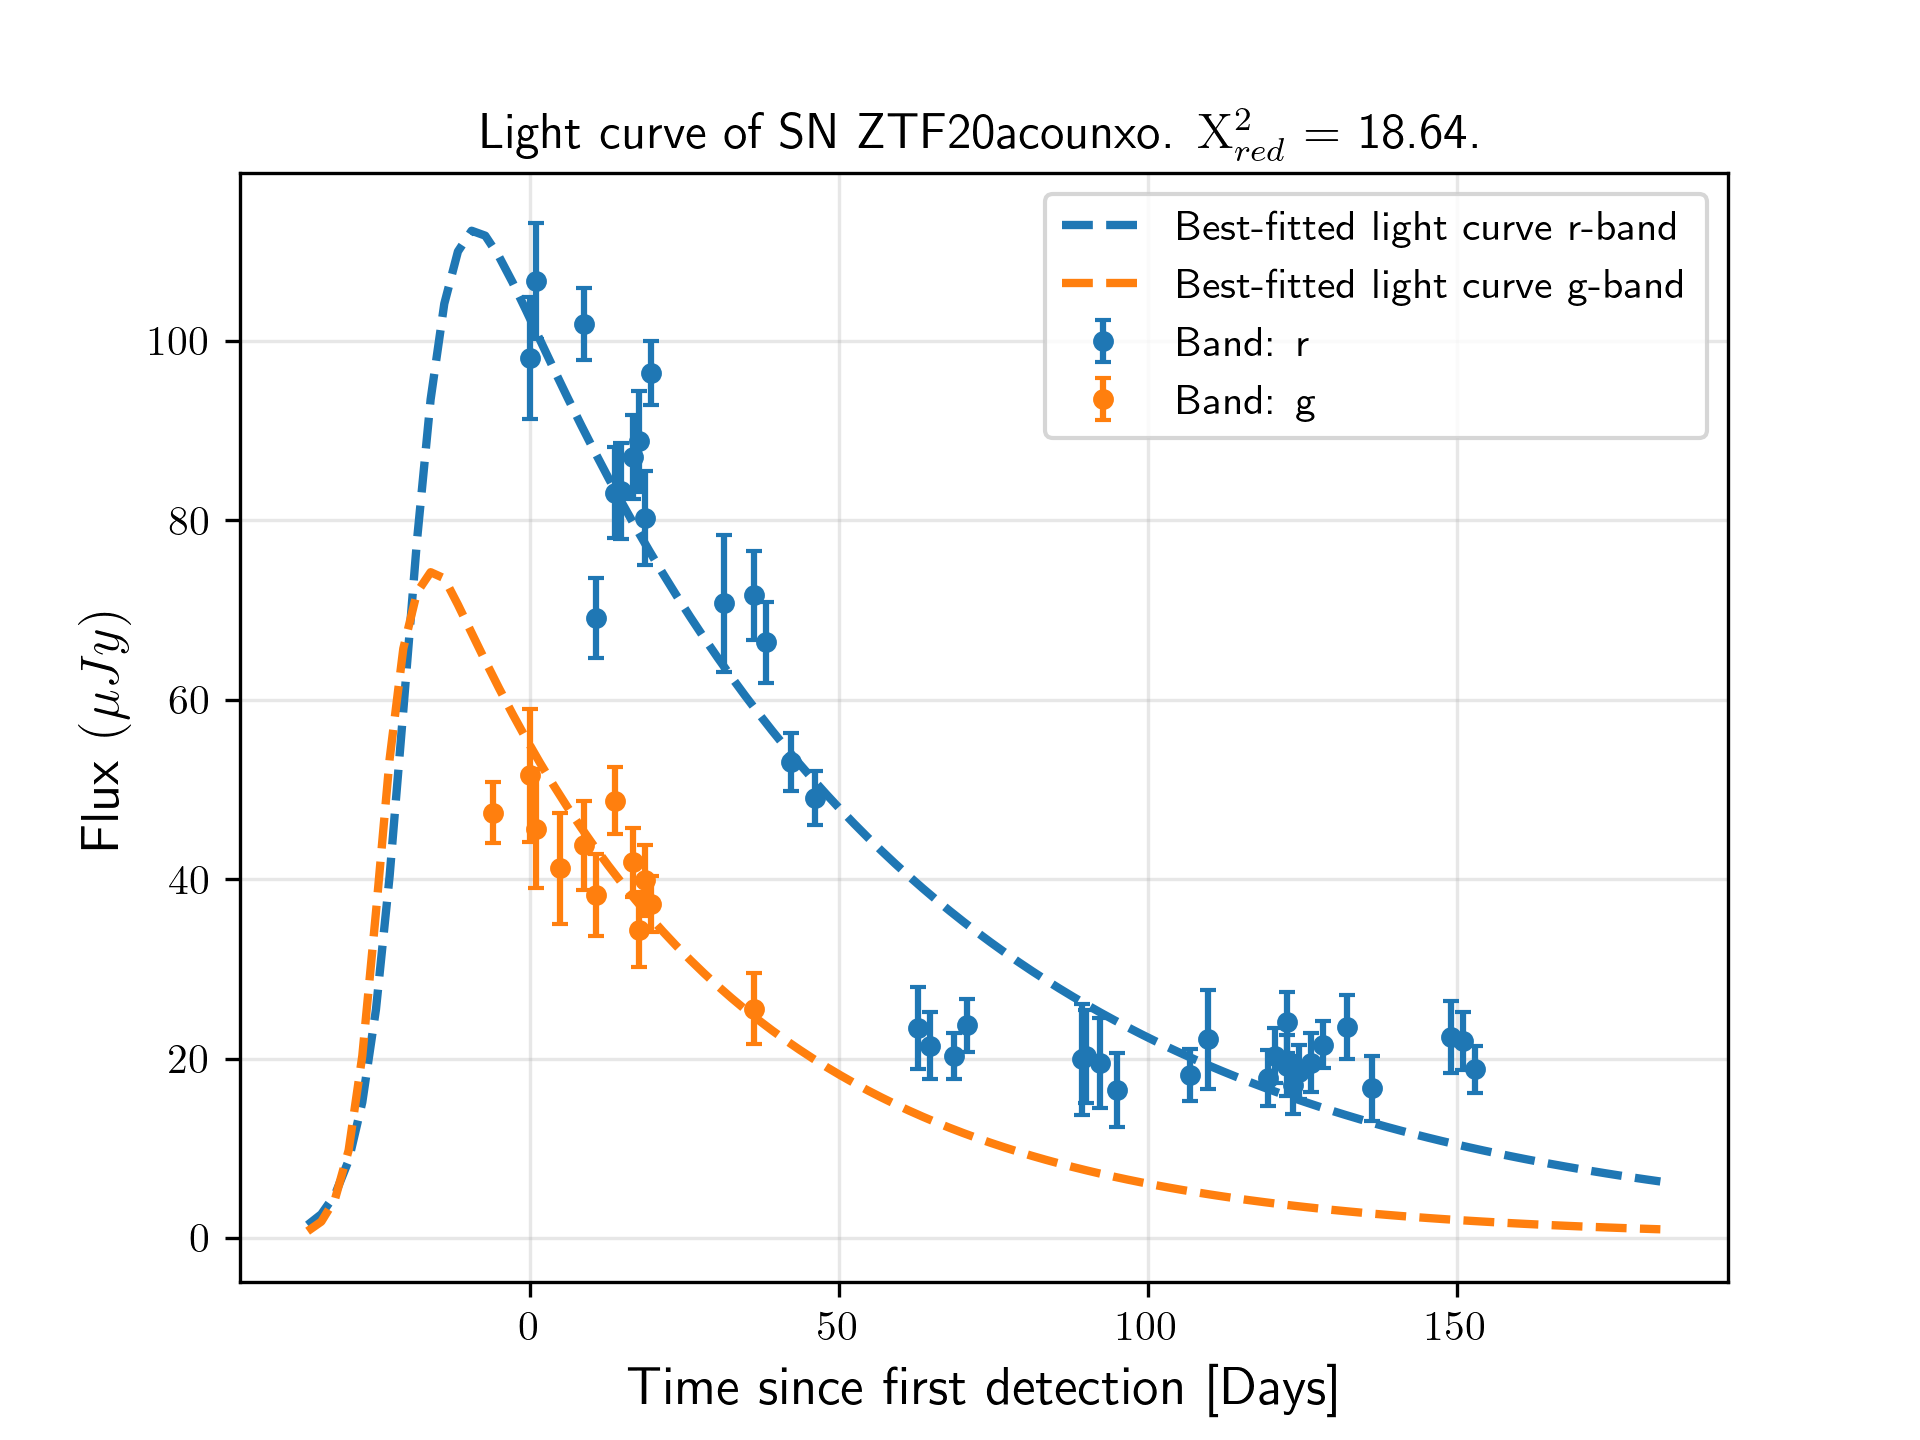 Light curve of SN ZTF20acounxo. X²_red = 18.64.
Best-fitted light curve r-band
Best-fitted light curve g-band
Band: r
Band: g
Flux (μJy)
100
80
60
40
20
0
0 50 100 150
Time since first detection [Days]